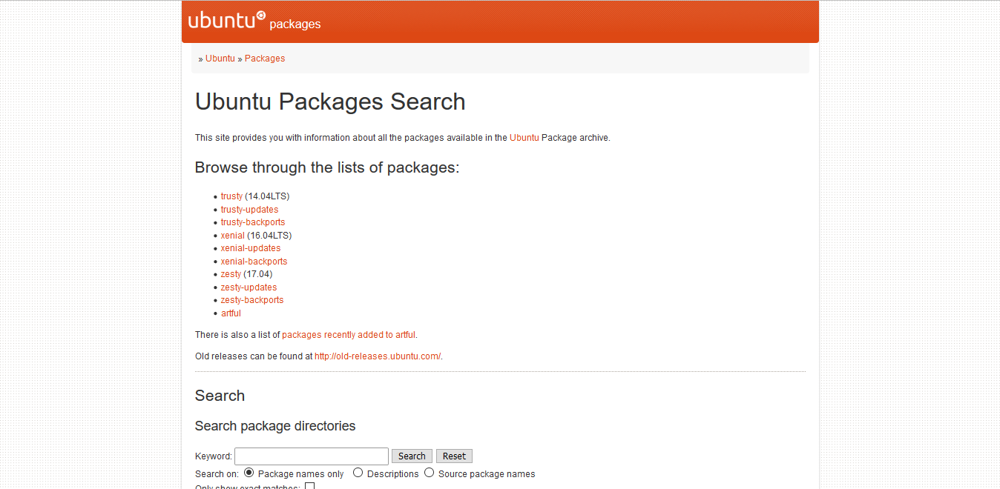 ubuntu packages
» Ubuntu » Packages
Ubuntu Packages Search
This site provides you with information about all the packages available in the Ubuntu Package archive.
Browse through the lists of packages:
• trusty (14.04LTS)
• trusty-updates
• trusty-backports
• xenial (16.04LTS)
• xenial-updates
• xenial-backports
• zesty (17.04)
• zesty-updates
• zesty-backports
• artful
There is also a list of packages recently added to artful.
Old releases can be found at http://old-releases.ubuntu.com/.
Search
Search package directories
Keyword: Search Reset
Search on: Package names only Descriptions Source package names
Only show exact matches: